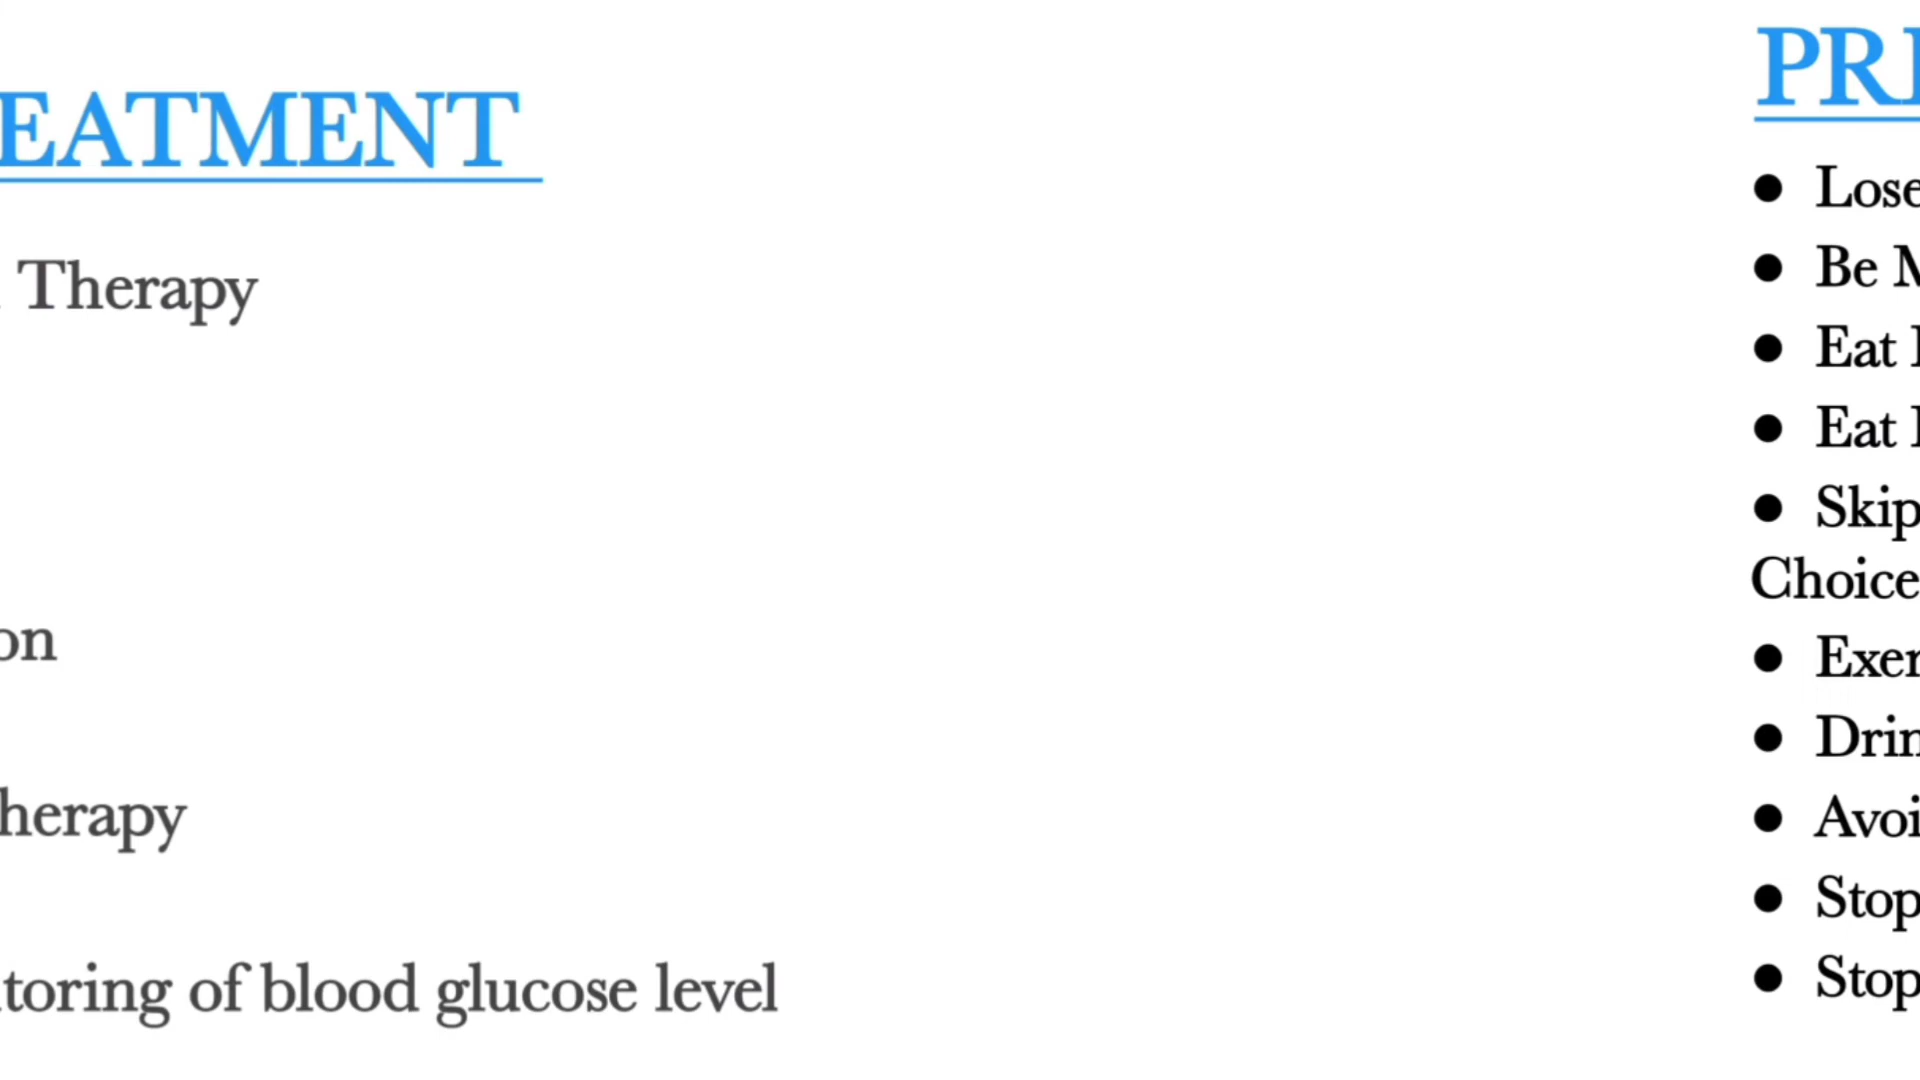 EATMENT
Therapy
on
herapy
toring of blood glucose level
PRE
● Lose
● Be M
● Eat
● Eat
● Skip
Choice
● Exer
● Drin
● Avoi
● Stop
● Stop